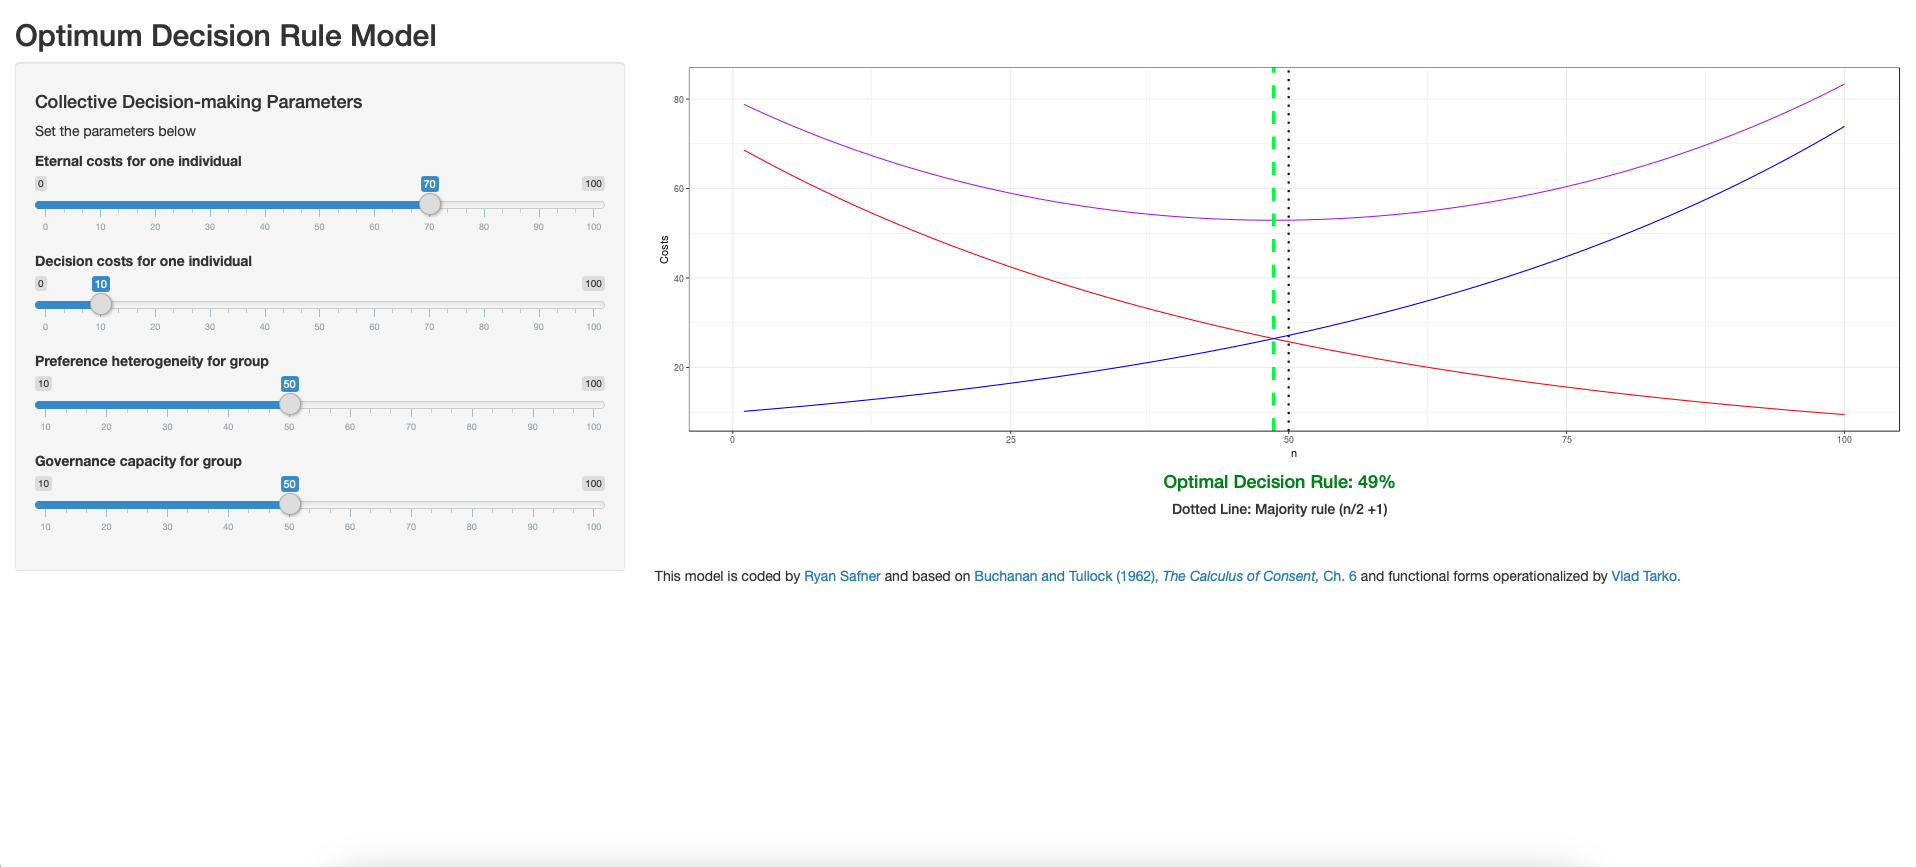 Optimum Decision Rule Model
Collective Decision-making Parameters
Set the parameters below
Eternal costs for one individual
0 70 100
0 10 20 30 40 50 60 70 80 90 100
Decision costs for one individual
0 10 100
0 10 20 30 40 50 60 70 80 90 100
Preference heterogeneity for group
10 50 100
10 20 30 40 50 60 70 80 90 100
Governance capacity for group
10 50 100
10 20 30 40 50 60 70 80 90 100
Costs
80
60
40
20
0 25 50 75 100
n
Optimal Decision Rule: 49%
Dotted Line: Majority rule (n/2 +1)
This model is coded by Ryan Safner and based on Buchanan and Tullock (1962), The Calculus of Consent, Ch. 6 and functional forms operationalized by Vlad Tarko.